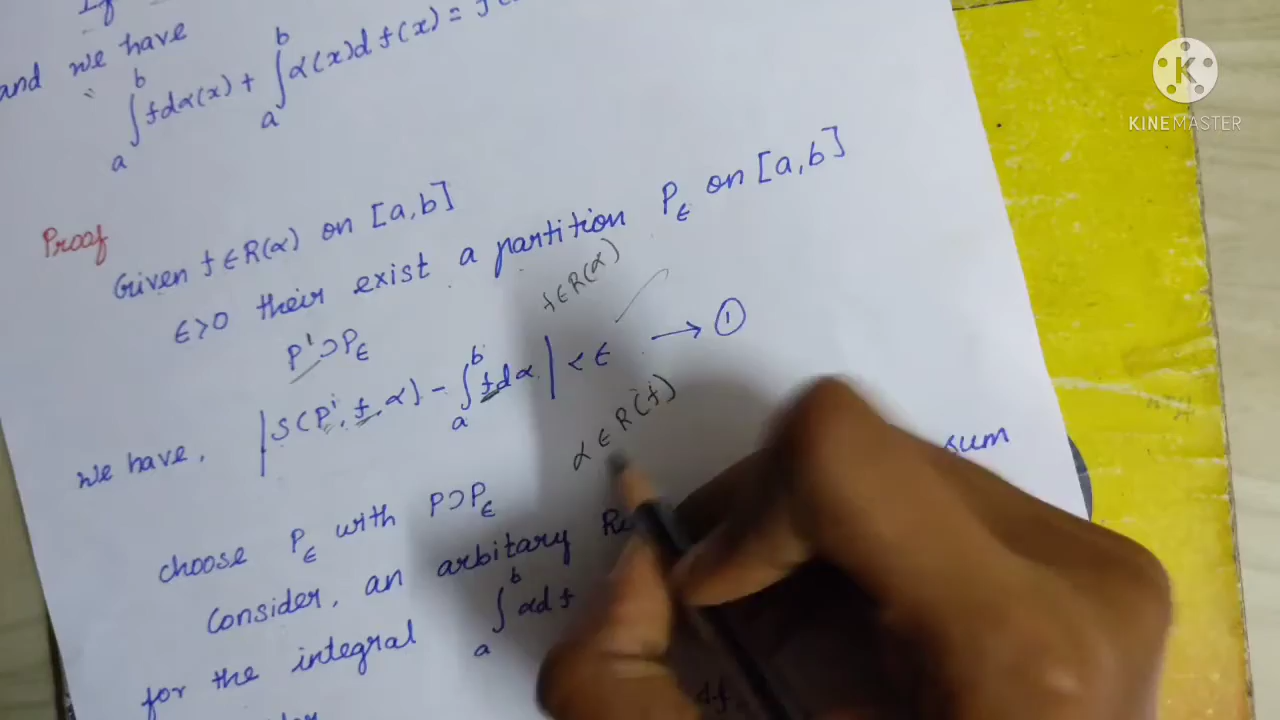 If
and we have
∫ₐᵇ f dα(x) + ∫ₐᵇ α(x) d f(x) =
Proof
Given f ∈ R(α) on [a, b]
ϵ > 0 their exist a partition P_ϵ on [a, b]
P' ⊃ P_ϵ
f ∈ R(α)
we have, |S(P', f, α) − ∫ₐᵇ f dα| < ϵ → ①
α ∈ R(f)
choose P_ϵ with P ⊃ P_ϵ
Consider, an arbitary sum
for the integral ∫ₐᵇ α d f
K
KINEMASTER